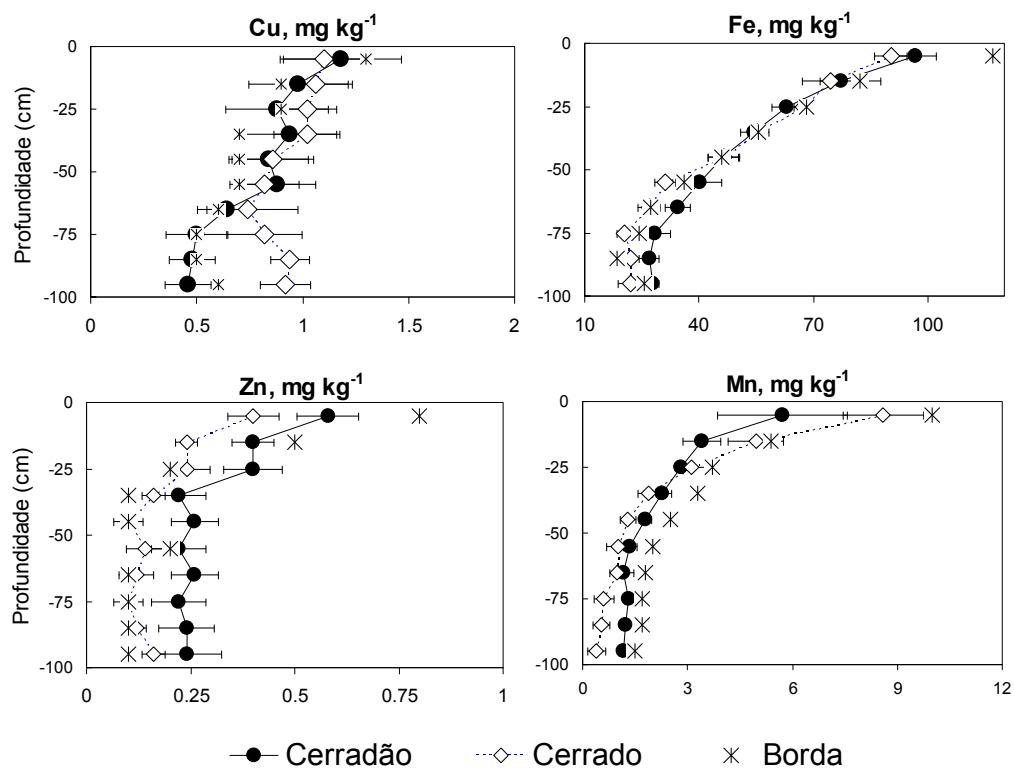 Cu, mg kg-1
Fe, mg kg-1
Profundidade (cm)
0
-25
-50
-75
-100
0 0.5 1 1.5 2
0
-25
-50
-75
-100
10 40 70 100
Zn, mg kg-1
Mn, mg kg-1
Profundidade (cm)
0
-25
-50
-75
-100
0 0.25 0.5 0.75 1
0
-25
-50
-75
-100
0 3 6 9 12
Cerradão Cerrado Borda